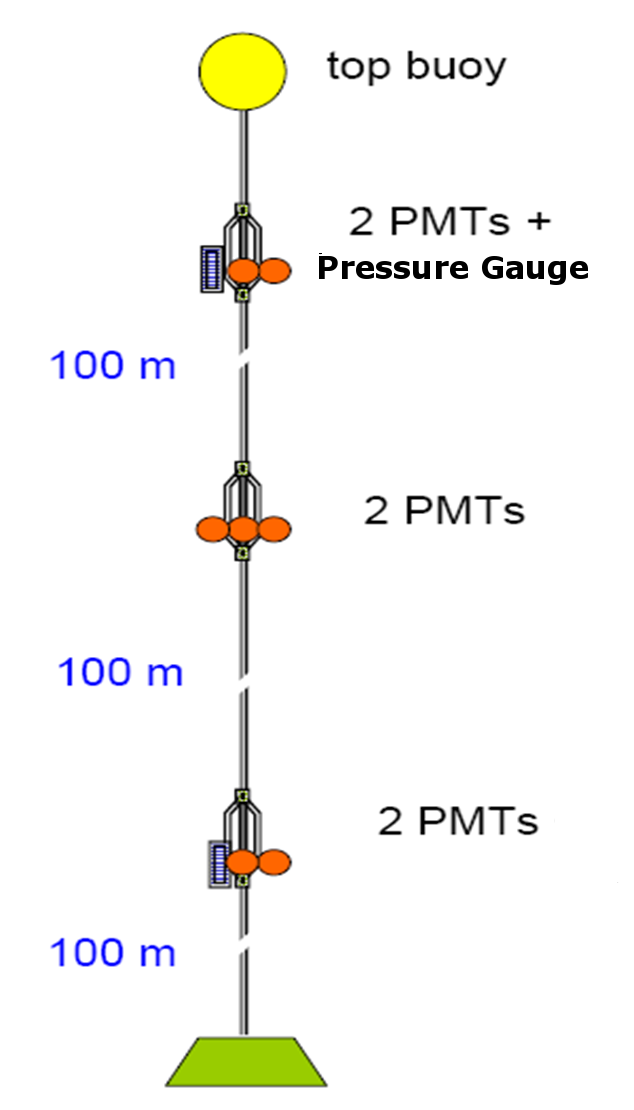 top buoy
2 PMTs +
Pressure Gauge
100 m
2 PMTs
100 m
2 PMTs
100 m